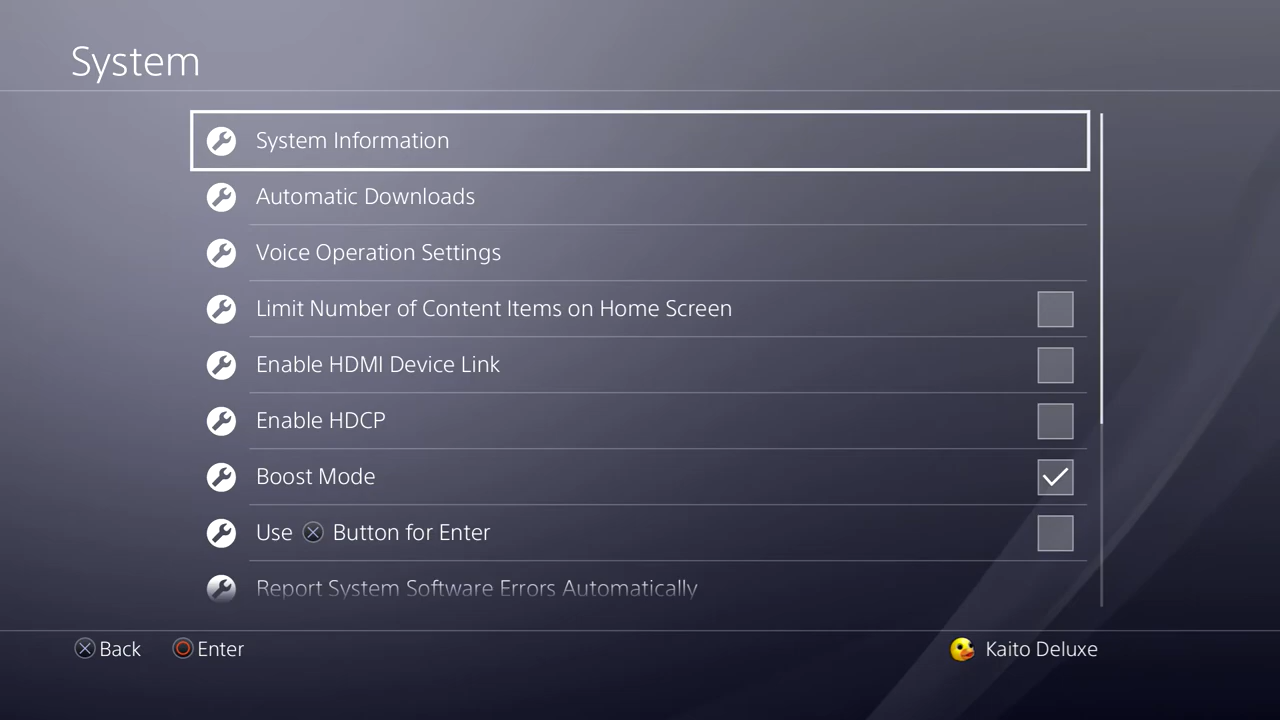 System
System Information
Automatic Downloads
Voice Operation Settings
Limit Number of Content Items on Home Screen
Enable HDMI Device Link
Enable HDCP
Boost Mode
Use Button for Enter
Report System Software Errors Automatically
Back Enter Kaito Deluxe